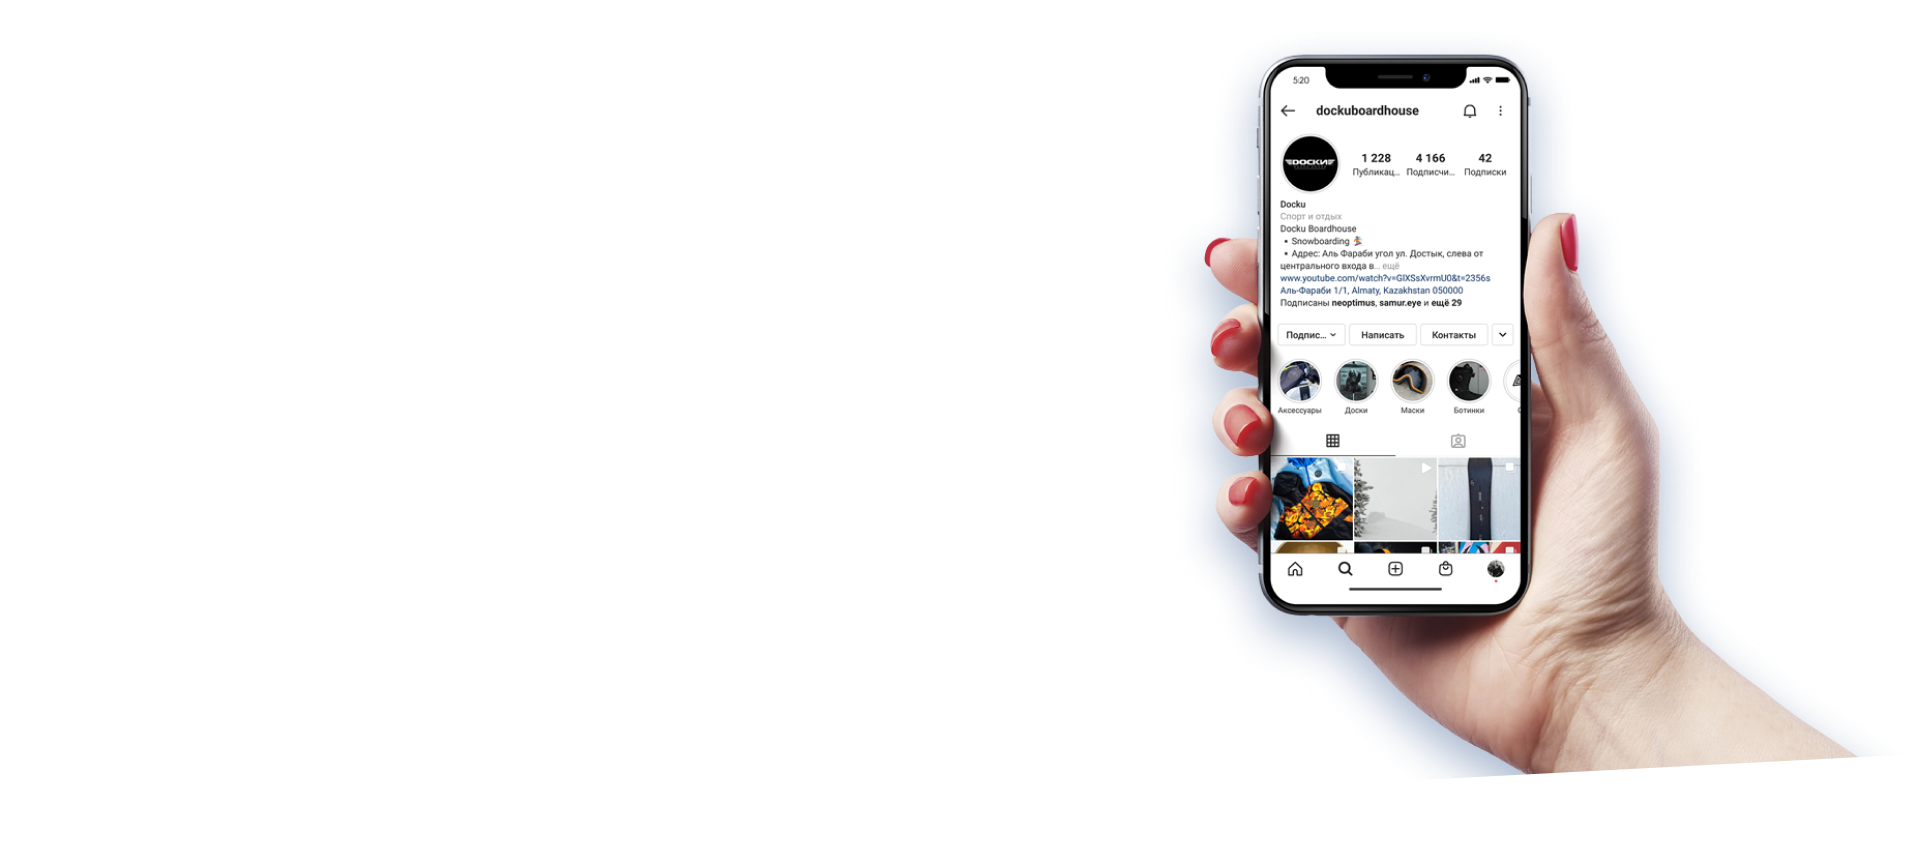 5:20
dockuboardhouse
DOCKU
1 228 4 166 42
Публикац... Подписчи... Подписки
Docku
Спорт и отдых
Docku Boardhouse
▪ Snowboarding 🏂
▪ Адрес: Аль Фараби угол ул. Достык, слева от
центрального входа в... ещё
www.youtube.com/watch?v=GlXSsXvrmU0&t=2356s
Аль-Фараби 1/1, Almaty, Kazakhstan 050000
Подписаны neoptimus, samur.eye и ещё 29
Подпис... Написать Контакты
Аксессуары Доски Маски Ботинки